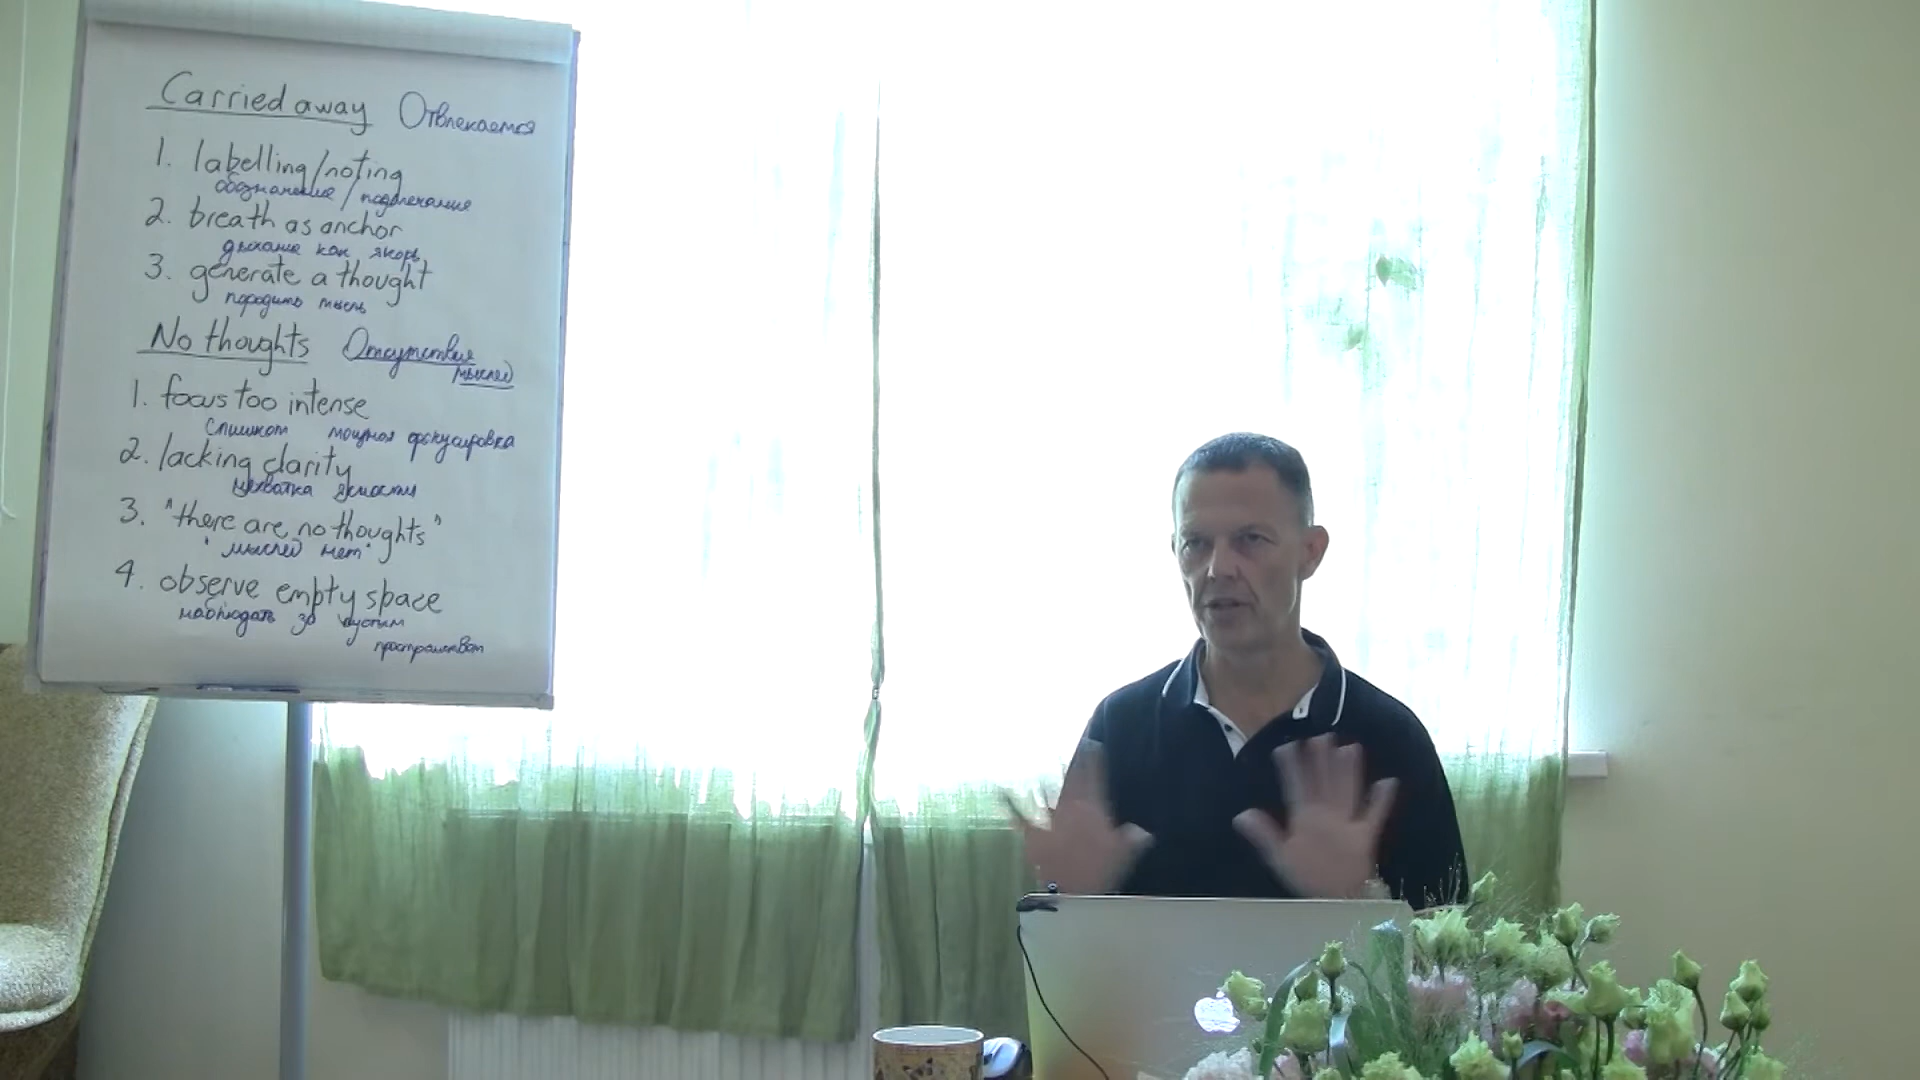 Carried away Отвлекаемся
1. labelling/noting
обозначение / подмечание
2. breath as anchor
дыхание как якорь
3. generate a thought
породить мысль
No thoughts Отсутствие
мыслей
1. focus too intense
Слишком мощная фокусировка
2. lacking clarity
нехватка ясности
3. "there are no thoughts"
"мыслей нет"
4. observe empty space
наблюдать за пустым
пространством